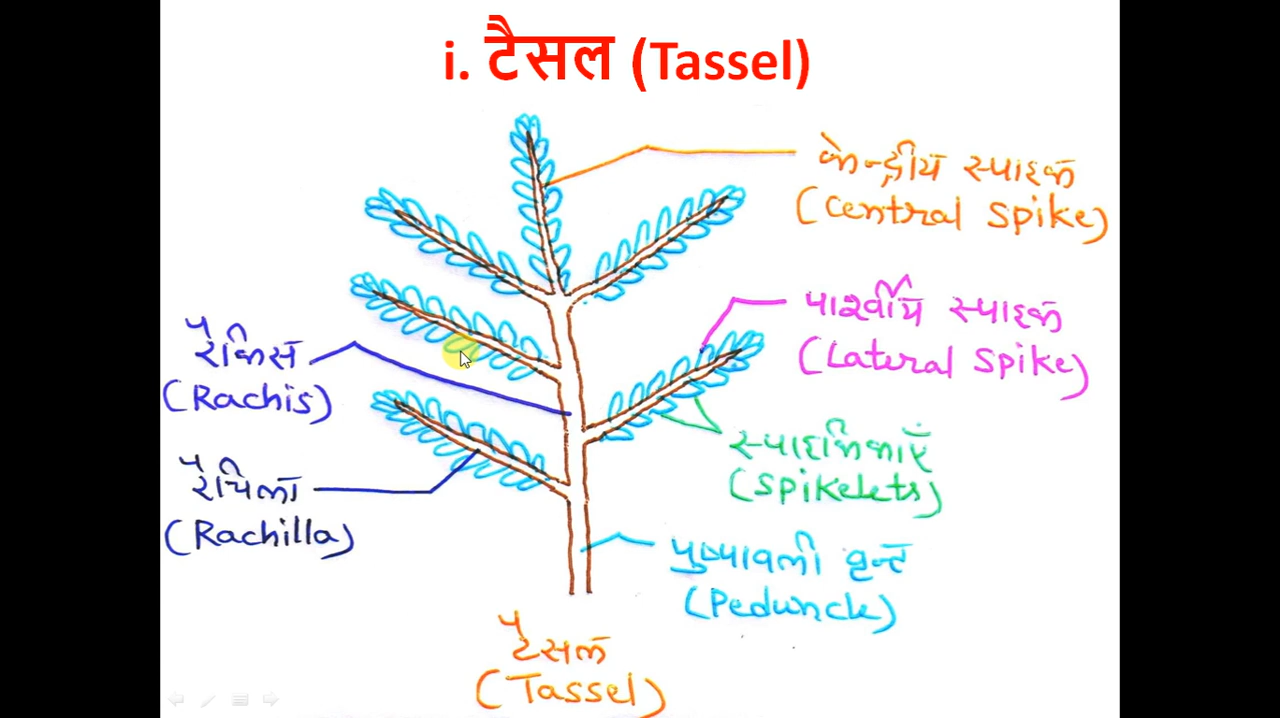 i. टैसल (Tassel)
केन्द्रीय स्पाइक
(Central Spike)
पार्श्वीय स्पाइक
(Lateral Spike)
रैकिस
(Rachis)
स्पाइकिकाएँ
(Spikelets)
रैचिला
(Rachilla)
पुष्पावली वृन्त
(Peduncle)
टैसल
(Tassel)